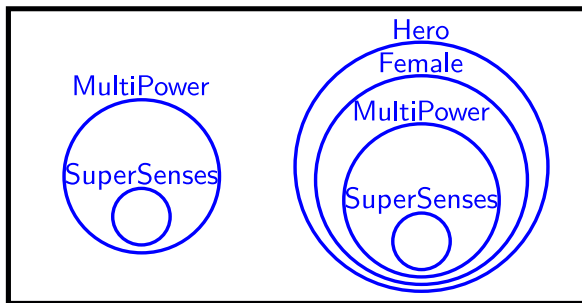 MultiPower
SuperSenses
Hero
Female
MultiPower
SuperSenses